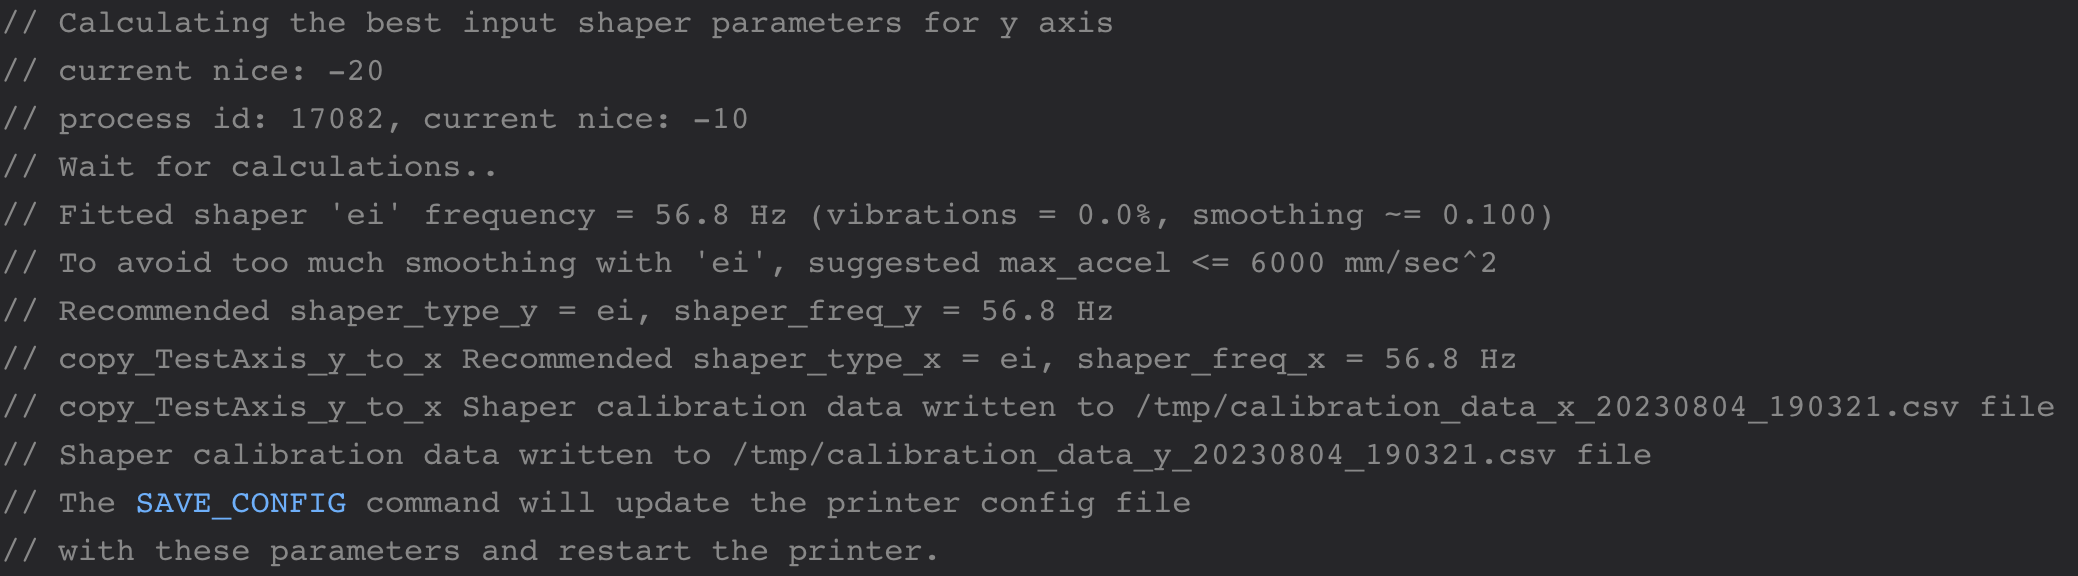 // Calculating the best input shaper parameters for y axis
// current nice: -20
// process id: 17082, current nice: -10
// Wait for calculations..
// Fitted shaper 'ei' frequency = 56.8 Hz (vibrations = 0.0%, smoothing ~= 0.100)
// To avoid too much smoothing with 'ei', suggested max_accel <= 6000 mm/sec^2
// Recommended shaper_type_y = ei, shaper_freq_y = 56.8 Hz
// copy_TestAxis_y_to_x Recommended shaper_type_x = ei, shaper_freq_x = 56.8 Hz
// copy_TestAxis_y_to_x Shaper calibration data written to /tmp/calibration_data_x_20230804_190321.csv file
// Shaper calibration data written to /tmp/calibration_data_y_20230804_190321.csv file
// The SAVE_CONFIG command will update the printer config file
// with these parameters and restart the printer.